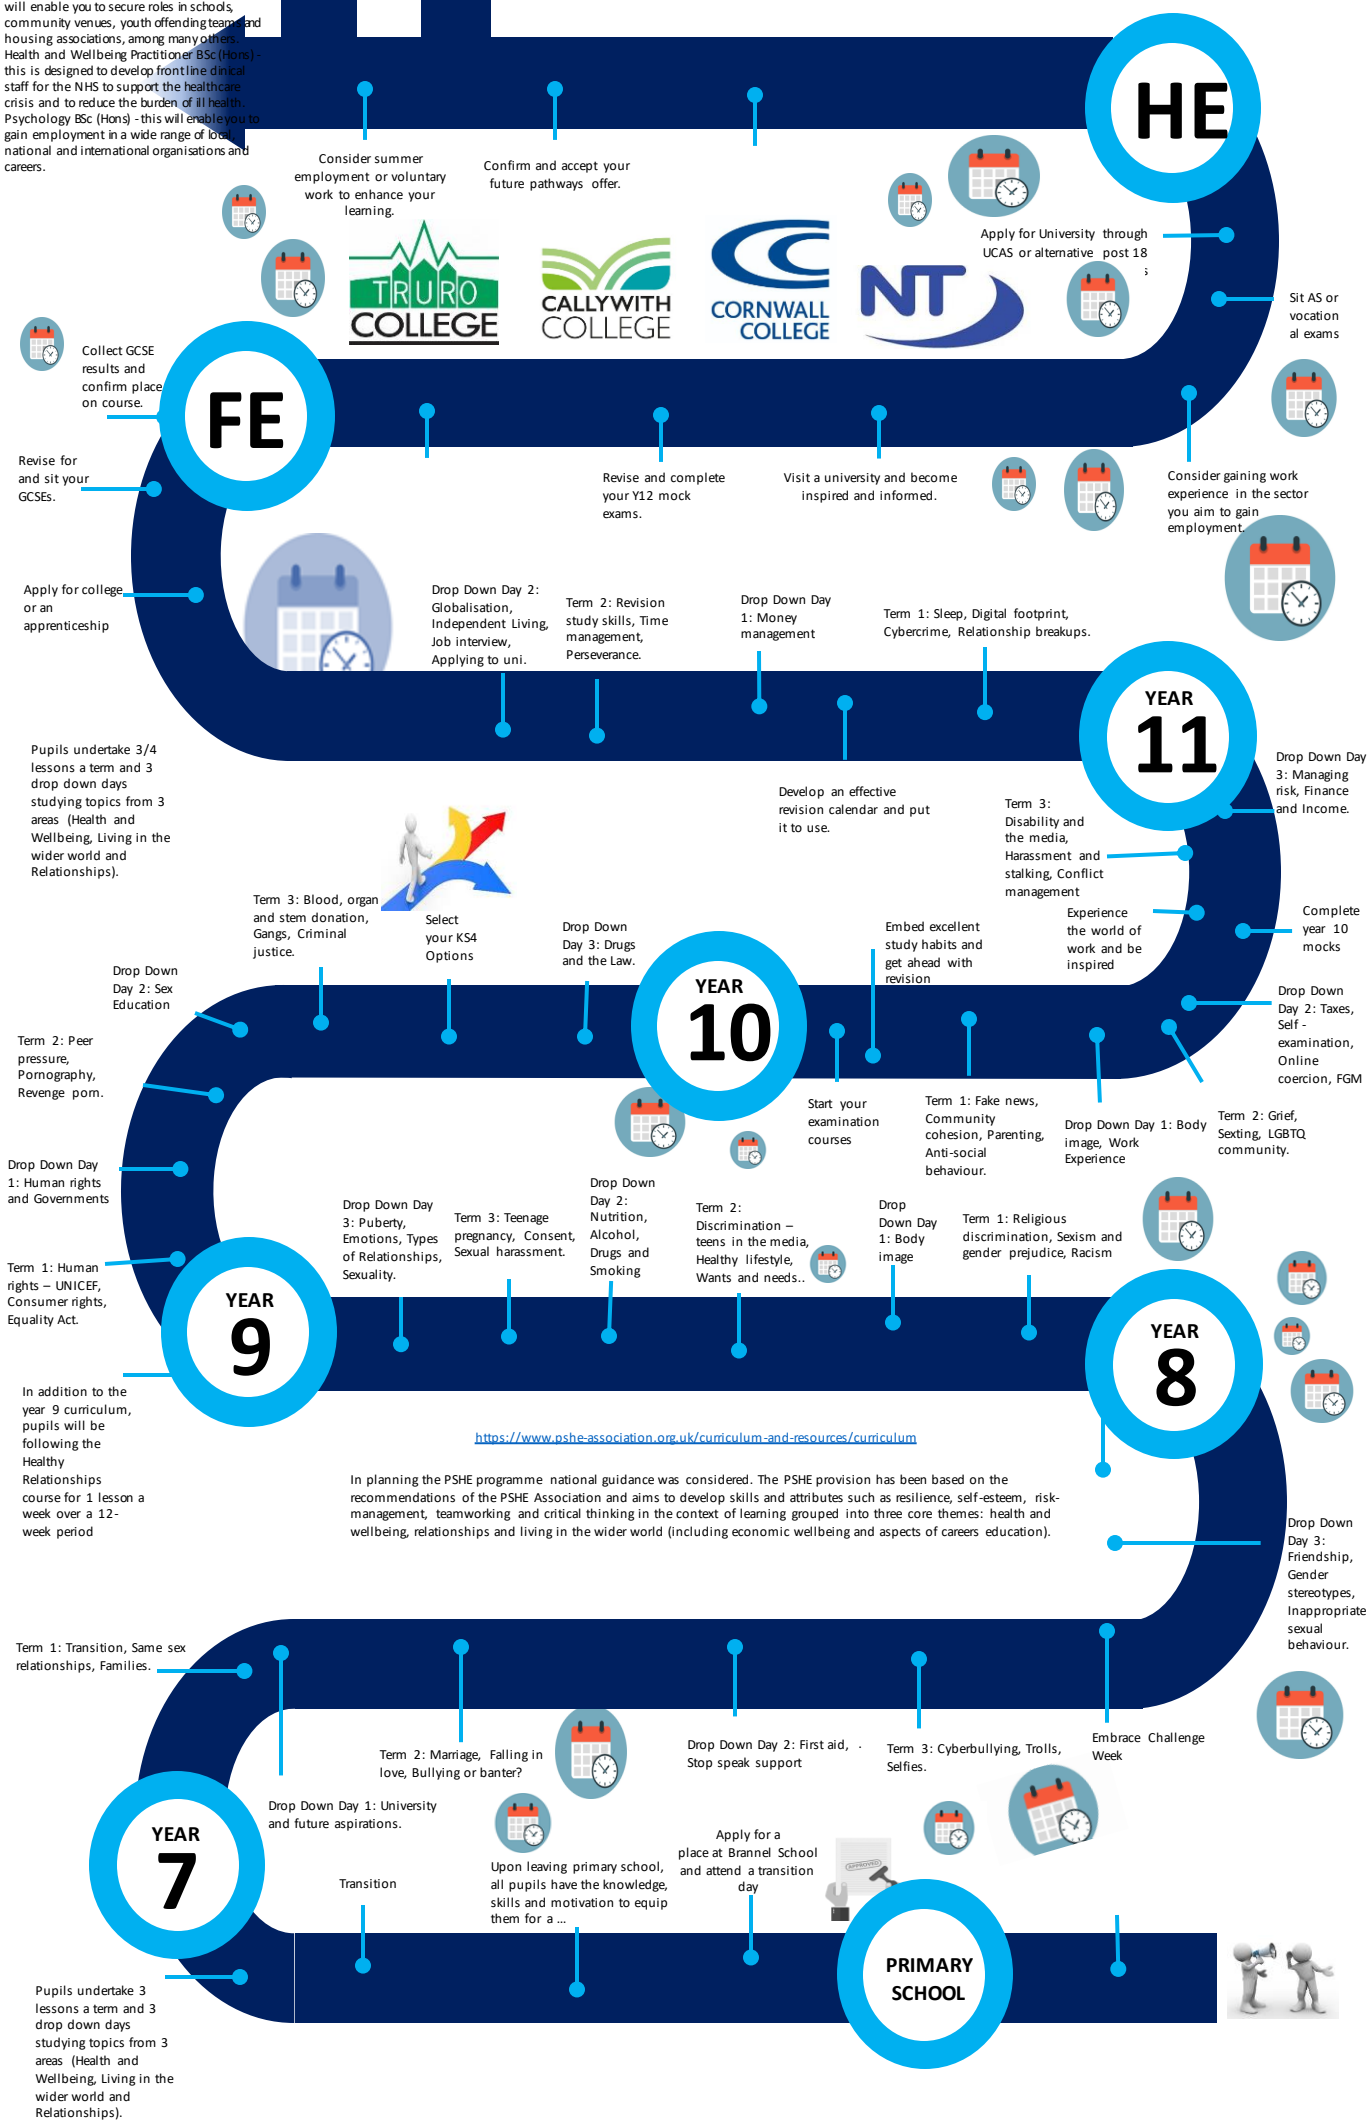 will enable you to secure roles in schools,
community venues, youth offending teams and
housing associations, among many others.
Health and Wellbeing Practitioner BSc (Hons) -
this is designed to develop frontline clinical
staff for the NHS to support the healthcare
crisis and to reduce the burden of ill health.
Psychology BSc (Hons) - this will enable you to
gain employment in a wide range of local,
national and international organisations and
careers.
HE
Consider summer
employment or voluntary
work to enhance your
learning.
Confirm and accept your
future pathways offer.
Apply for University through
UCAS or alternative post 18
s
Sit AS or
vocation
al exams
TRURO
COLLEGE
CALLYWITH
COLLEGE
CORNWALL
COLLEGE
NT
Collect GCSE
results and
confirm place
on course.
FE
Revise for
and sit your
GCSEs.
Revise and complete
your Y12 mock
exams.
Visit a university and become
inspired and informed.
Consider gaining work
experience in the sector
you aim to gain
employment.
Apply for college
or an
apprenticeship
Drop Down Day 2:
Globalisation,
Independent Living,
Job interview,
Applying to uni.
Term 2: Revision
study skills, Time
management,
Perseverance.
Drop Down Day
1: Money
management
Term 1: Sleep, Digital footprint,
Cybercrime, Relationship breakups.
YEAR
11
Pupils undertake 3/4
lessons a term and 3
drop down days
studying topics from 3
areas (Health and
Wellbeing, Living in the
wider world and
Relationships).
Develop an effective
revision calendar and put
it to use.
Term 3:
Disability and
the media,
Harassment and
stalking, Conflict
management
Drop Down Day
3: Managing
risk, Finance
and Income.
Term 3: Blood, organ
and stem donation,
Gangs, Criminal
justice.
Select
your KS4
Options
Drop Down
Day 3: Drugs
and the Law.
YEAR
10
Embrace excellent
study habits and
get ahead with
revision
Experience
the world of
work and be
inspired
Complete
year 10
mocks
Drop Down
Day 2: Sex
Education
Drop Down
Day 2: Taxes,
Self -
examination,
Online
coercion, FGM
Term 2: Peer
pressure,
Pornography,
Revenge porn.
Start your
examination
courses
Term 1: Fake news,
Community
cohesion, Parenting,
Anti-social
behaviour.
Drop Down Day 1: Body
image, Work
Experience
Term 2: Grief,
Sexting, LGBTQ
community.
Drop Down Day
1: Human rights
and Governments
Drop Down Day
3: Puberty,
Emotions, Types
of Relationships,
Sexuality.
Term 3: Teenage
pregnancy, Consent,
Sexual harassment.
Drop Down
Day 2:
Nutrition,
Alcohol,
Drugs and
Smoking
Term 2:
Discrimination –
teens in the media,
Healthy lifestyle,
Wants and needs..
Drop
Down Day
1: Body
image
Term 1: Religious
discrimination, Sexism and
gender prejudice, Racism
Term 1: Human
rights – UNICEF,
Consumer rights,
Equality Act.
YEAR
9
YEAR
8
In addition to the
year 9 curriculum,
pupils will be
following the
Healthy
Relationships
course for 1 lesson a
week over a 12-
week period
https://www.pshe-association.org.uk/curriculum-and-resources/curriculum
In planning the PSHE programme national guidance was considered. The PSHE provision has been based on the
recommendations of the PSHE Association and aims to develop skills and attributes such as resilience, self-esteem, risk-
management, teamworking and critical thinking in the context of learning grouped into three core themes: health and
wellbeing, relationships and living in the wider world (including economic wellbeing and aspects of careers education).
Drop Down
Day 3:
Friendship,
Gender
stereotypes,
Inappropriate
sexual
behaviour.
Term 1: Transition, Same sex
relationships, Families.
Term 2: Marriage, Falling in
love, Bullying or banter?
Drop Down Day 2: First aid, .
Stop speak support
Term 3: Cyberbullying, Trolls,
Selfies.
Embrace Challenge
Week
Drop Down Day 1: University
and future aspirations.
YEAR
7
Transition
Upon leaving primary school,
all pupils have the knowledge,
skills and motivation to equip
them for a ...
Apply for a
place at Brannel School
and attend a transition
day
APPROVED
PRIMARY
SCHOOL
Pupils undertake 3
lessons a term and 3
drop down days
studying topics from 3
areas (Health and
Wellbeing, Living in the
wider world and
Relationships).